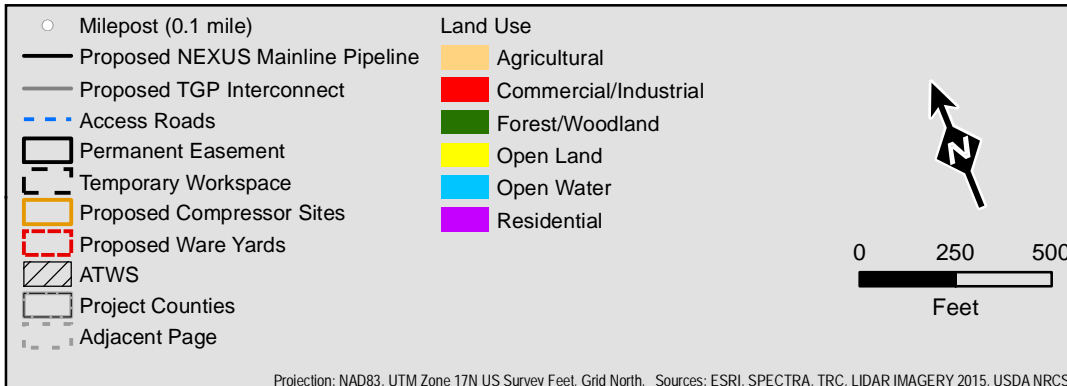 Milepost (0.1 mile)
Proposed NEXUS Mainline Pipeline
Proposed TGP Interconnect
Access Roads
Permanent Easement
Temporary Workspace
Proposed Compressor Sites
Proposed Ware Yards
ATWS
Project Counties
Adjacent Page
Land Use
Agricultural
Commercial/Industrial
Forest/Woodland
Open Land
Open Water
Residential
N
0 250 500
Feet
Projection: NAD83, UTM Zone 17N US Survey Feet, Grid North, Sources: ESRI, SPECTRA, TRC, LIDAR IMAGERY 2015, USDA NRCS